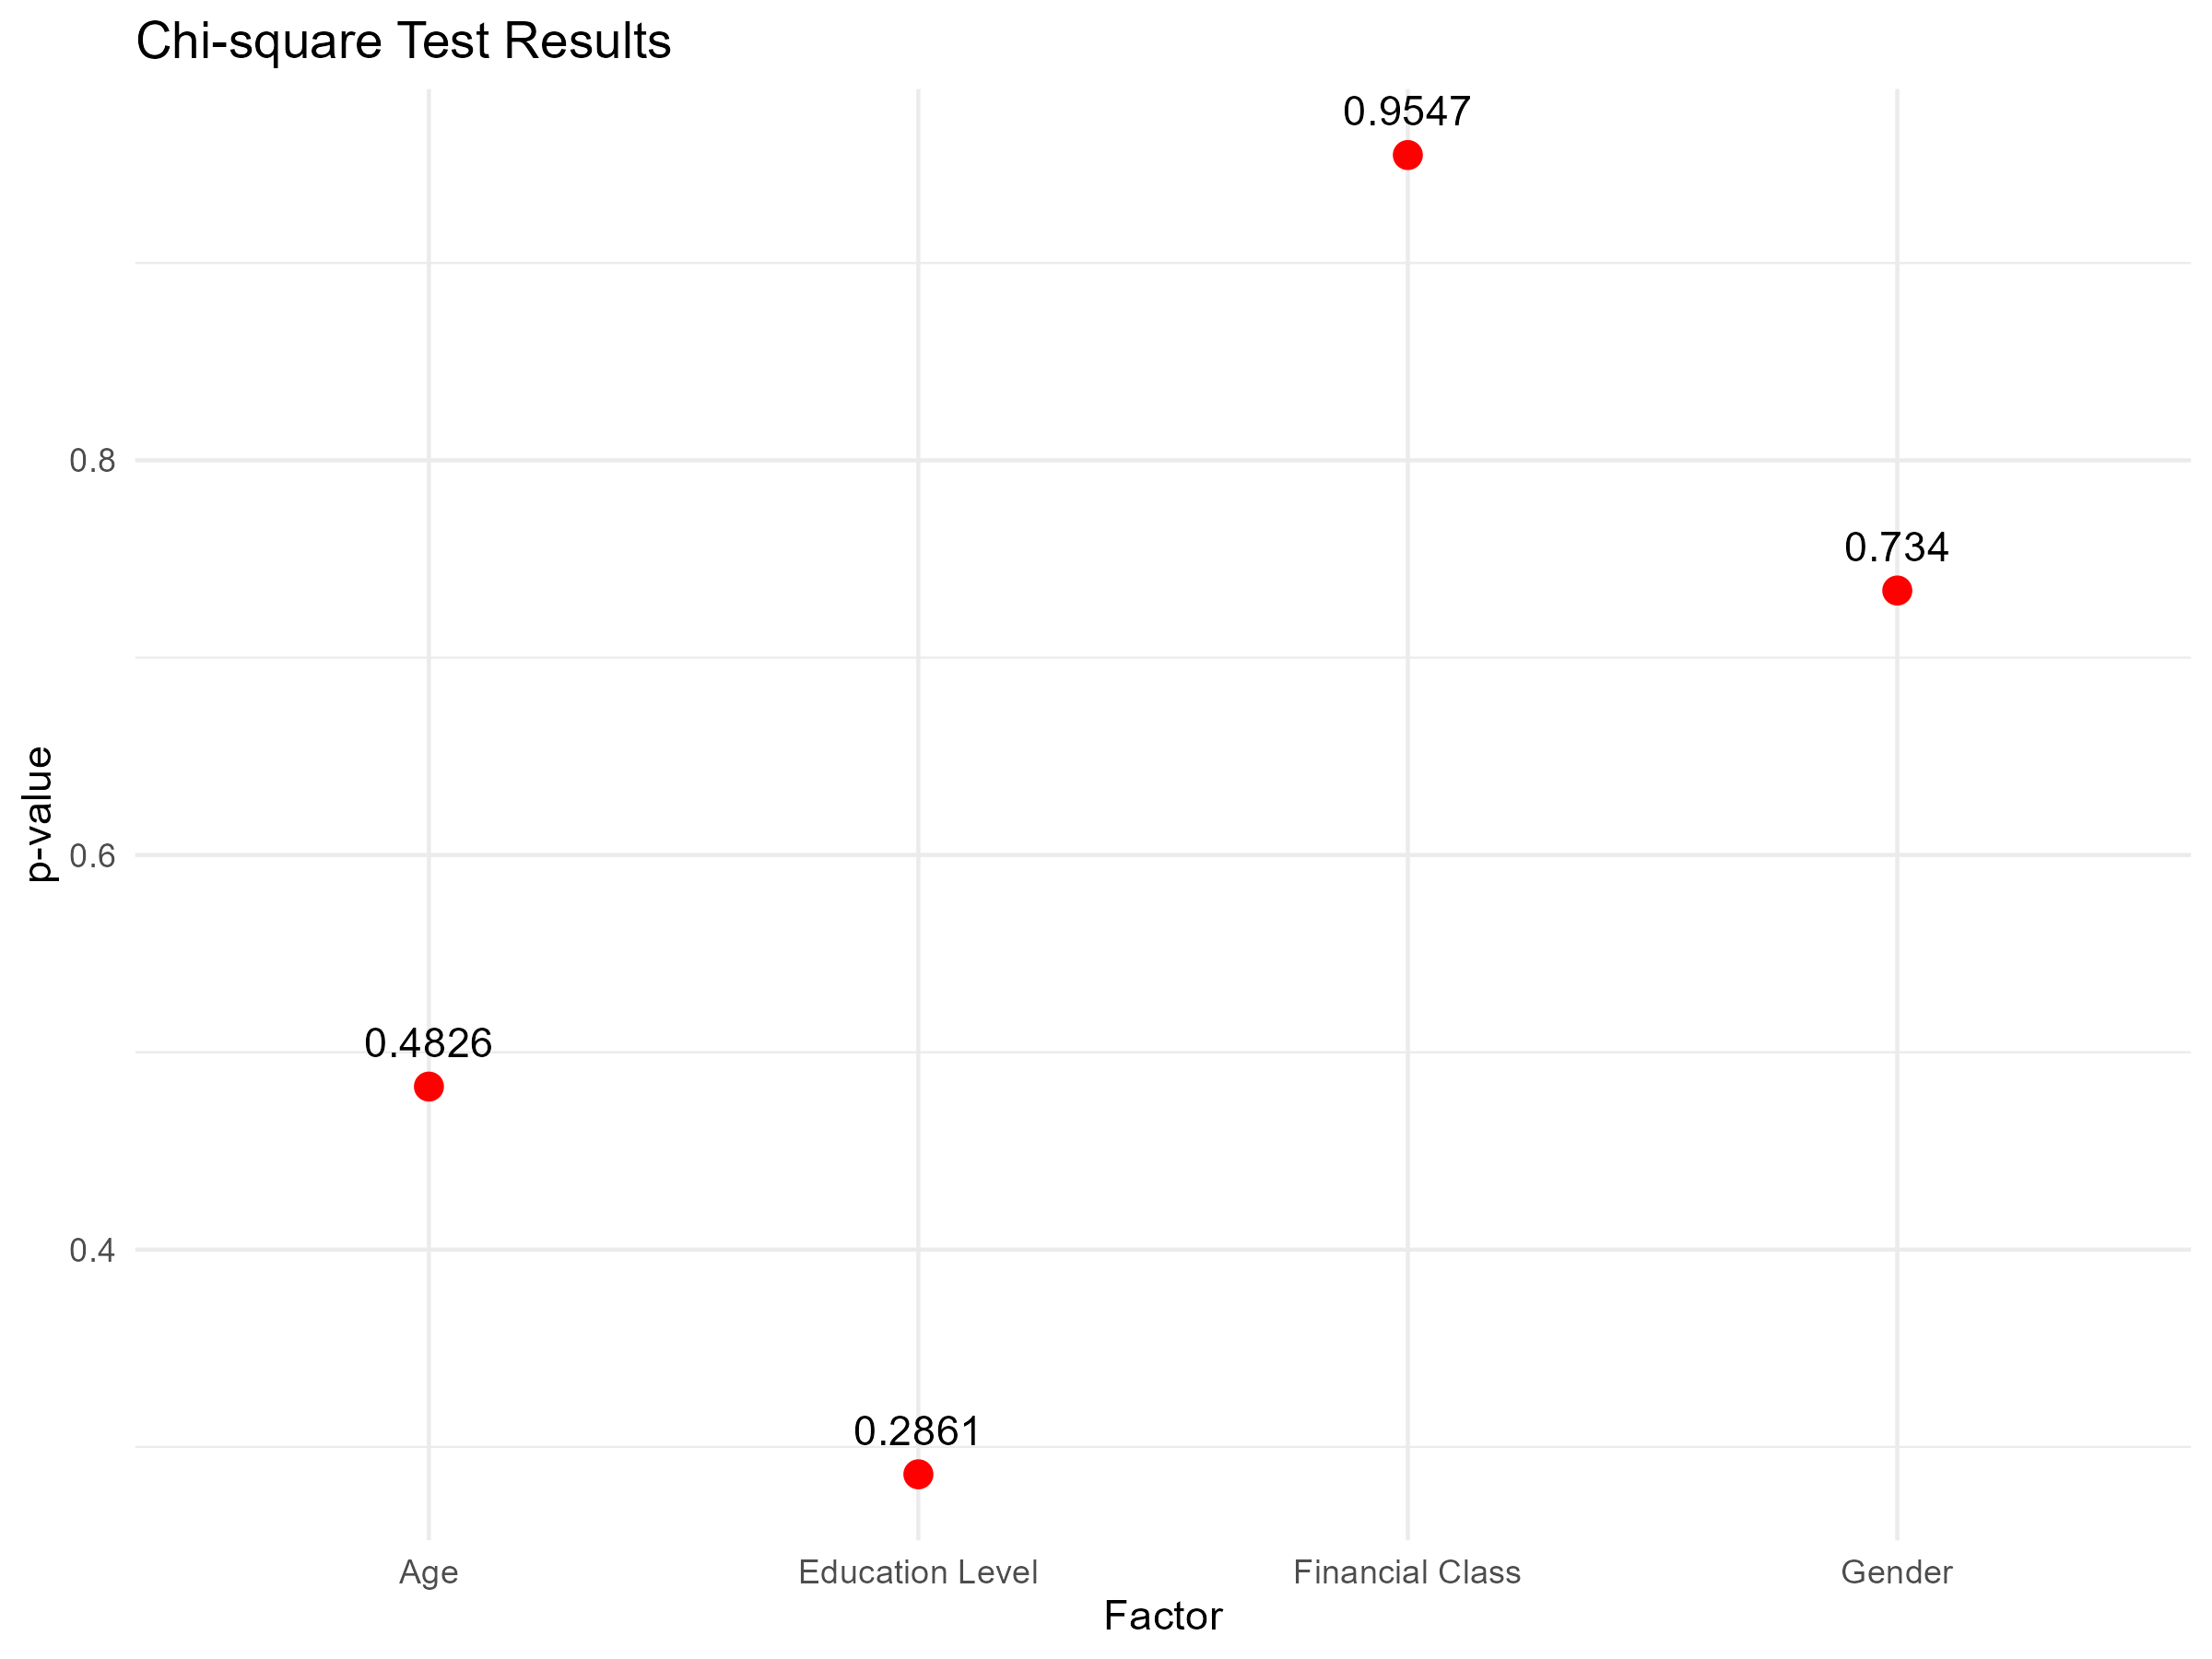 Chi-square Test Results
0.9547
0.8
0.734
p-value
0.6
0.4826
0.4
0.2861
Age
Education Level
Financial Class
Gender
Factor